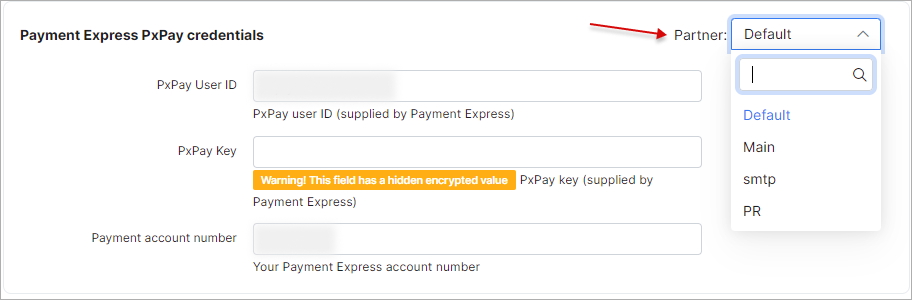 Payment Express PxPay credentials
Partner: Default
PxPay User ID
PxPay user ID (supplied by Payment Express)
Default
Main
smtp
PR
PxPay Key
Warning! This field has a hidden encrypted value PxPay key (supplied by
Payment Express)
Payment account number
Your Payment Express account number